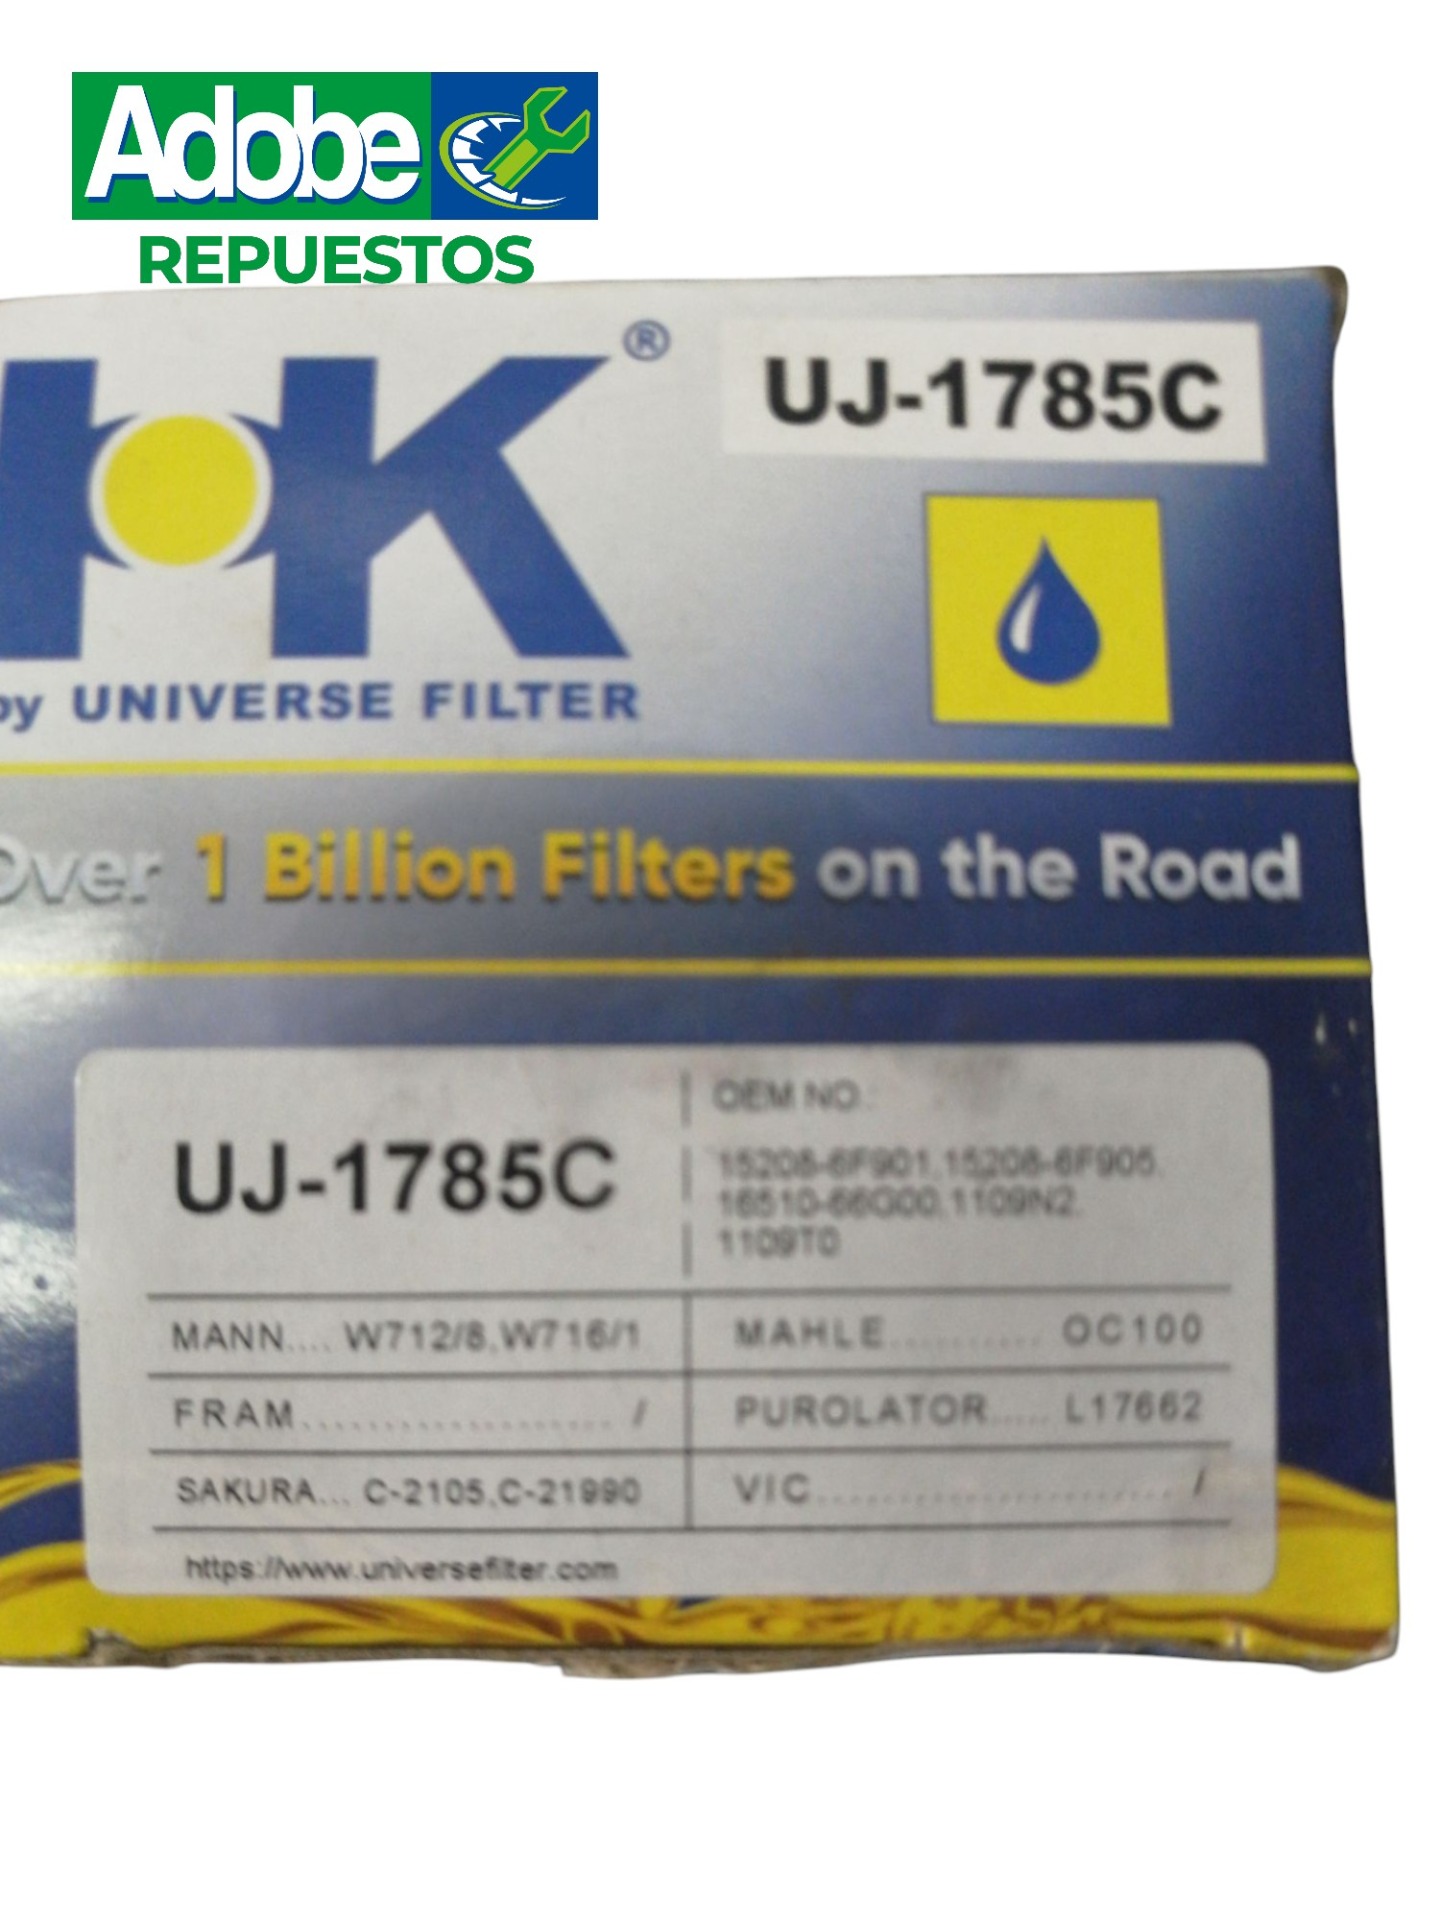 Adobe
REPUESTOS
HK®
UJ-1785C
by UNIVERSE FILTER
Over 1 Billion Filters on the Road
UJ-1785C
OEM NO.:
15208-6F901,15208-6F905,
16510-66G00,1109N2,
1109T0
MANN.... W712/8,W716/1
MAHLE.......... OC100
FRAM.................... /
PUROLATOR...... L17662
SAKURA... C-2105,C-21990
VIC........................ /
https://www.universefilter.com